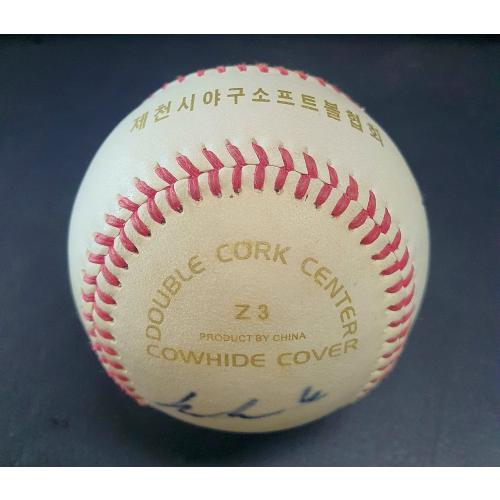 제천시야구소프트볼협회
DOUBLE CORK CENTER
Z 3
PRODUCT BY CHINA
COWHIDE COVER